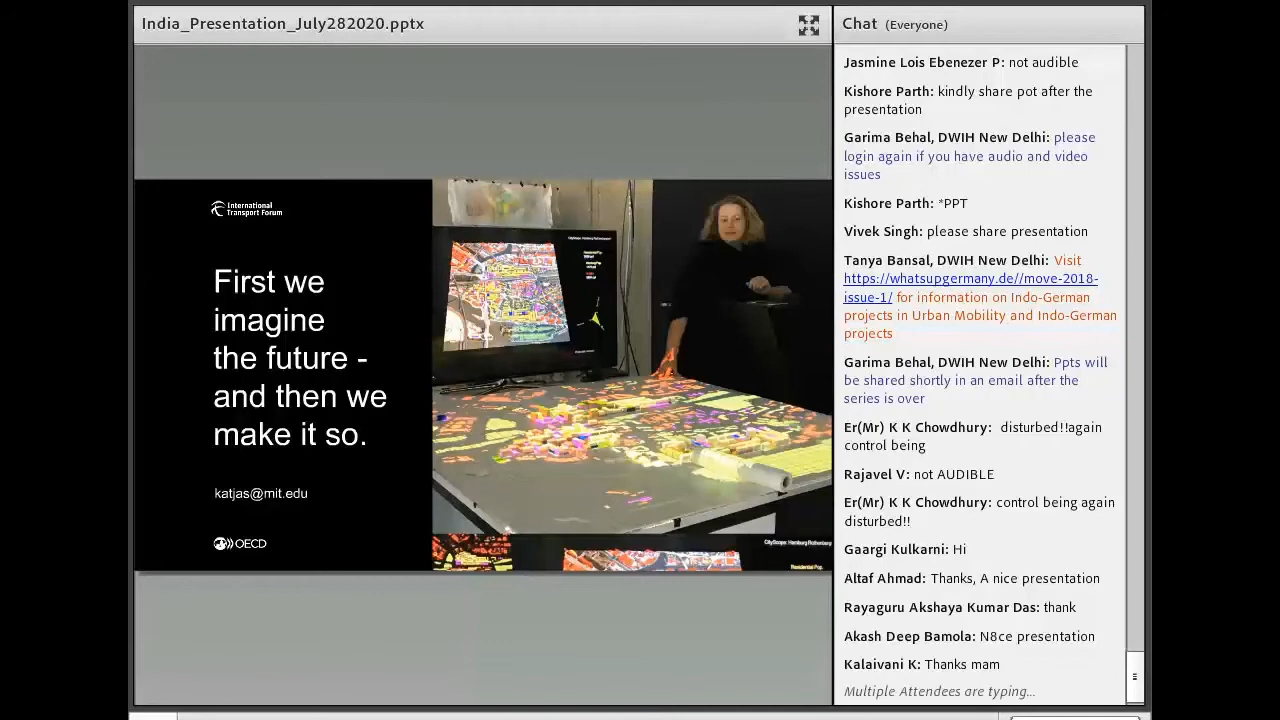 India_Presentation_July282020.pptx
International
Transport Forum
First we
imagine
the future -
and then we
make it so.
katjas@mit.edu
OECD
CityScope: Hamburg Rothenburg
Residential Pop.
Chat (Everyone)
Jasmine Lois Ebenezer P: not audible
Kishore Parth: kindly share pot after the
presentation
Garima Behal, DWIH New Delhi: please
login again if you have audio and video
issues
Kishore Parth: *PPT
Vivek Singh: please share presentation
Tanya Bansal, DWIH New Delhi: Visit
https://whatsupgermany.de//move-2018-
issue-1/ for information on Indo-German
projects in Urban Mobility and Indo-German
projects
Garima Behal, DWIH New Delhi: Ppts will
be shared shortly in an email after the
series is over
Er(Mr) K K Chowdhury: disturbed!!again
control being
Rajavel V: not AUDIBLE
Er(Mr) K K Chowdhury: control being again
disturbed!!
Gaargi Kulkarni: Hi
Altaf Ahmad: Thanks, A nice presentation
Rayaguru Akshaya Kumar Das: thank
Akash Deep Bamola: N8ce presentation
Kalaivani K: Thanks mam
Multiple Attendees are typing...